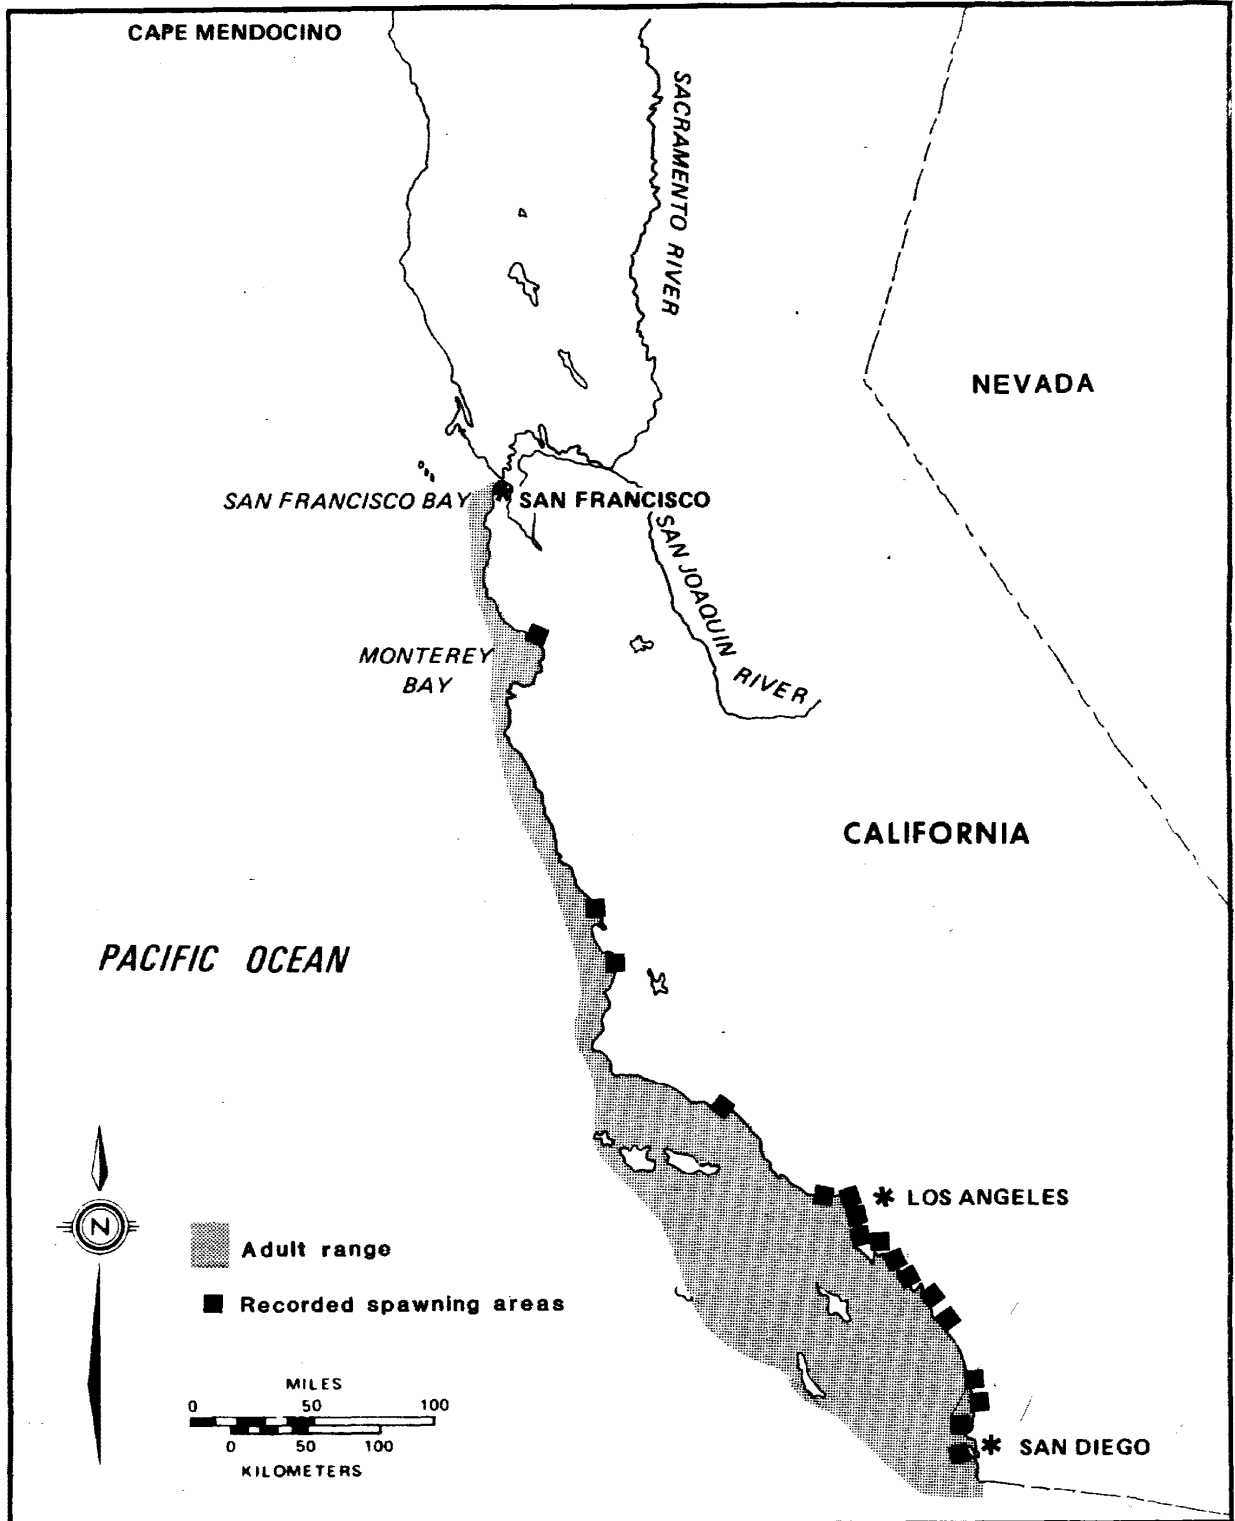 CAPE MENDOCINO
SACRAMENTO RIVER
NEVADA
SAN FRANCISCO BAY
SAN FRANCISCO
SAN JOAQUIN RIVER
MONTEREY
BAY
CALIFORNIA
PACIFIC OCEAN
LOS ANGELES
N
Adult range
Recorded spawning areas
MILES
0 50 100
0 50 100
KILOMETERS
SAN DIEGO